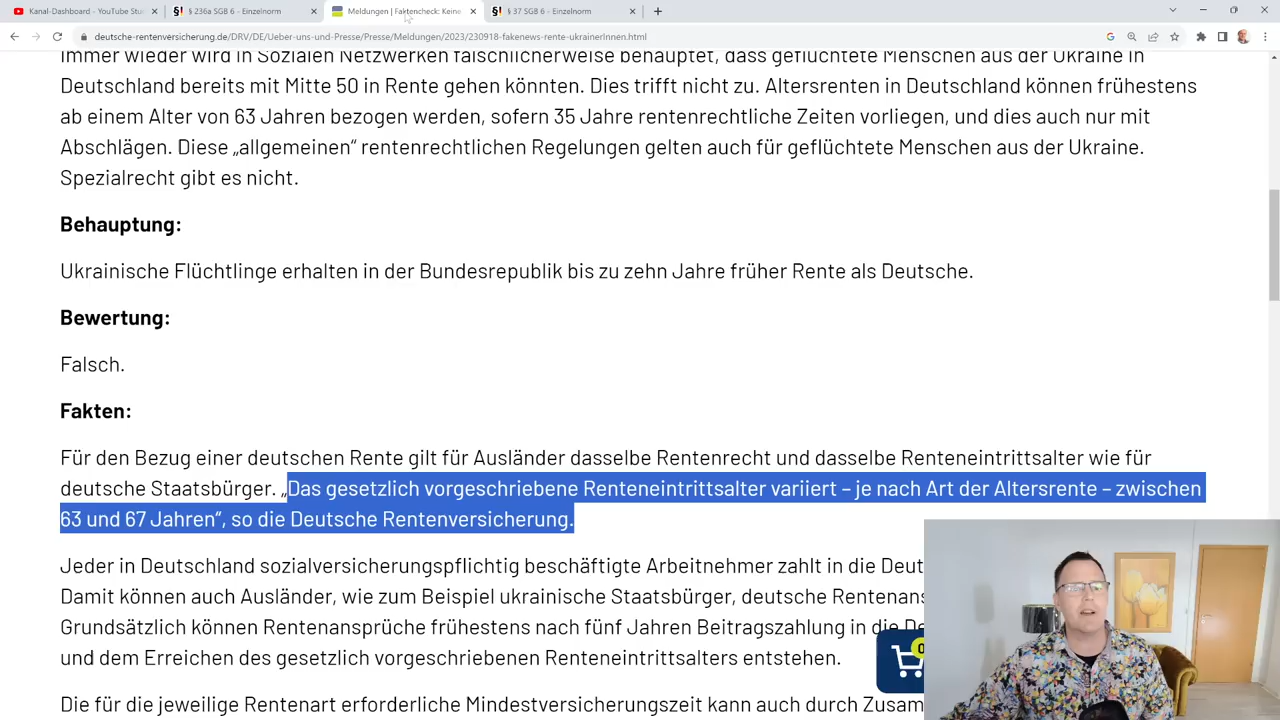 Kanal-Dashboard - YouTube Stu
§ 236a SGB 6 - Einzelnorm
Meldungen | Faktencheck: Keine
§ 37 SGB 6 - Einzelnorm
deutsche-rentenversicherung.de/DRV/DE/Ueber-uns-und-Presse/Presse/Meldungen/2023/230918-fakenews-rente-ukrainerInnen.html
Immer wieder wird in Sozialen Netzwerken fälschlicherweise behauptet, dass geflüchtete Menschen aus der Ukraine in
Deutschland bereits mit Mitte 50 in Rente gehen könnten. Dies trifft nicht zu. Altersrenten in Deutschland können frühestens
ab einem Alter von 63 Jahren bezogen werden, sofern 35 Jahre rentenrechtliche Zeiten vorliegen, und dies auch nur mit
Abschlägen. Diese „allgemeinen“ rentenrechtlichen Regelungen gelten auch für geflüchtete Menschen aus der Ukraine.
Spezialrecht gibt es nicht.
Behauptung:
Ukrainische Flüchtlinge erhalten in der Bundesrepublik bis zu zehn Jahre früher Rente als Deutsche.
Bewertung:
Falsch.
Fakten:
Für den Bezug einer deutschen Rente gilt für Ausländer dasselbe Rentenrecht und dasselbe Renteneintrittsalter wie für
deutsche Staatsbürger. „Das gesetzlich vorgeschriebene Renteneintrittsalter variiert – je nach Art der Altersrente – zwischen
63 und 67 Jahren“, so die Deutsche Rentenversicherung.
Jeder in Deutschland sozialversicherungspflichtig beschäftigte Arbeitnehmer zahlt in die Deut
Damit können auch Ausländer, wie zum Beispiel ukrainische Staatsbürger, deutsche Rentenans
Grundsätzlich können Rentenansprüche frühestens nach fünf Jahren Beitragszahlung in die De
und dem Erreichen des gesetzlich vorgeschriebenen Renteneintrittsalters entstehen.
0
Die für die jeweilige Rentenart erforderliche Mindestversicherungszeit kann auch durch Zusam